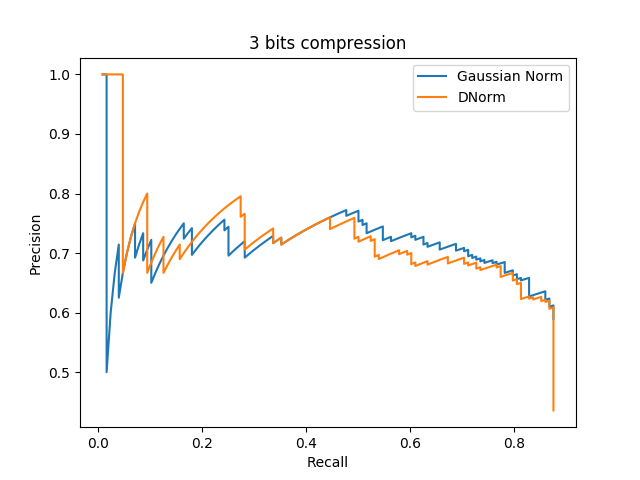 3 bits compression
Gaussian Norm
DNorm
Precision
1.0
0.9
0.8
0.7
0.6
0.5
0.0 0.2 0.4 0.6 0.8
Recall